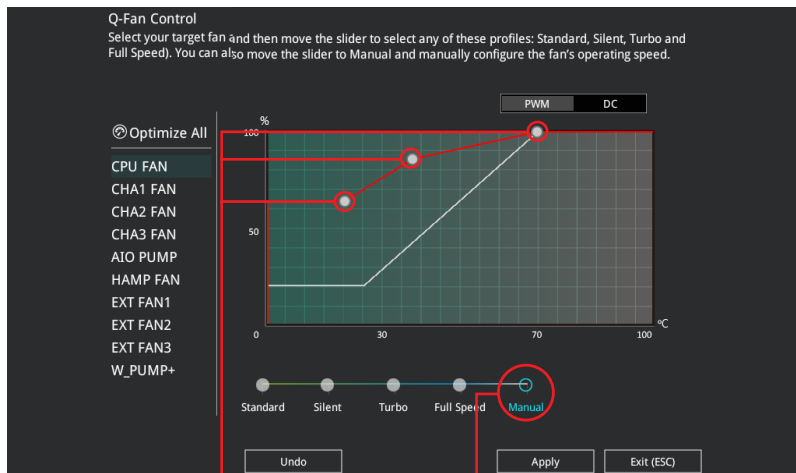 Q-Fan Control
Select your target fan and then move the slider to select any of these profiles: Standard, Silent, Turbo and
Full Speed). You can also move the slider to Manual and manually configure the fan's operating speed.
PWM DC
%
Optimize All
100
CPU FAN
CHA1 FAN
CHA2 FAN
CHA3 FAN
50
AIO PUMP
HAMP FAN
EXT FAN1
EXT FAN2
EXT FAN3
W_PUMP+
ºC
0 30 70 100
Standard Silent Turbo Full Speed Manual
Undo Apply Exit (ESC)